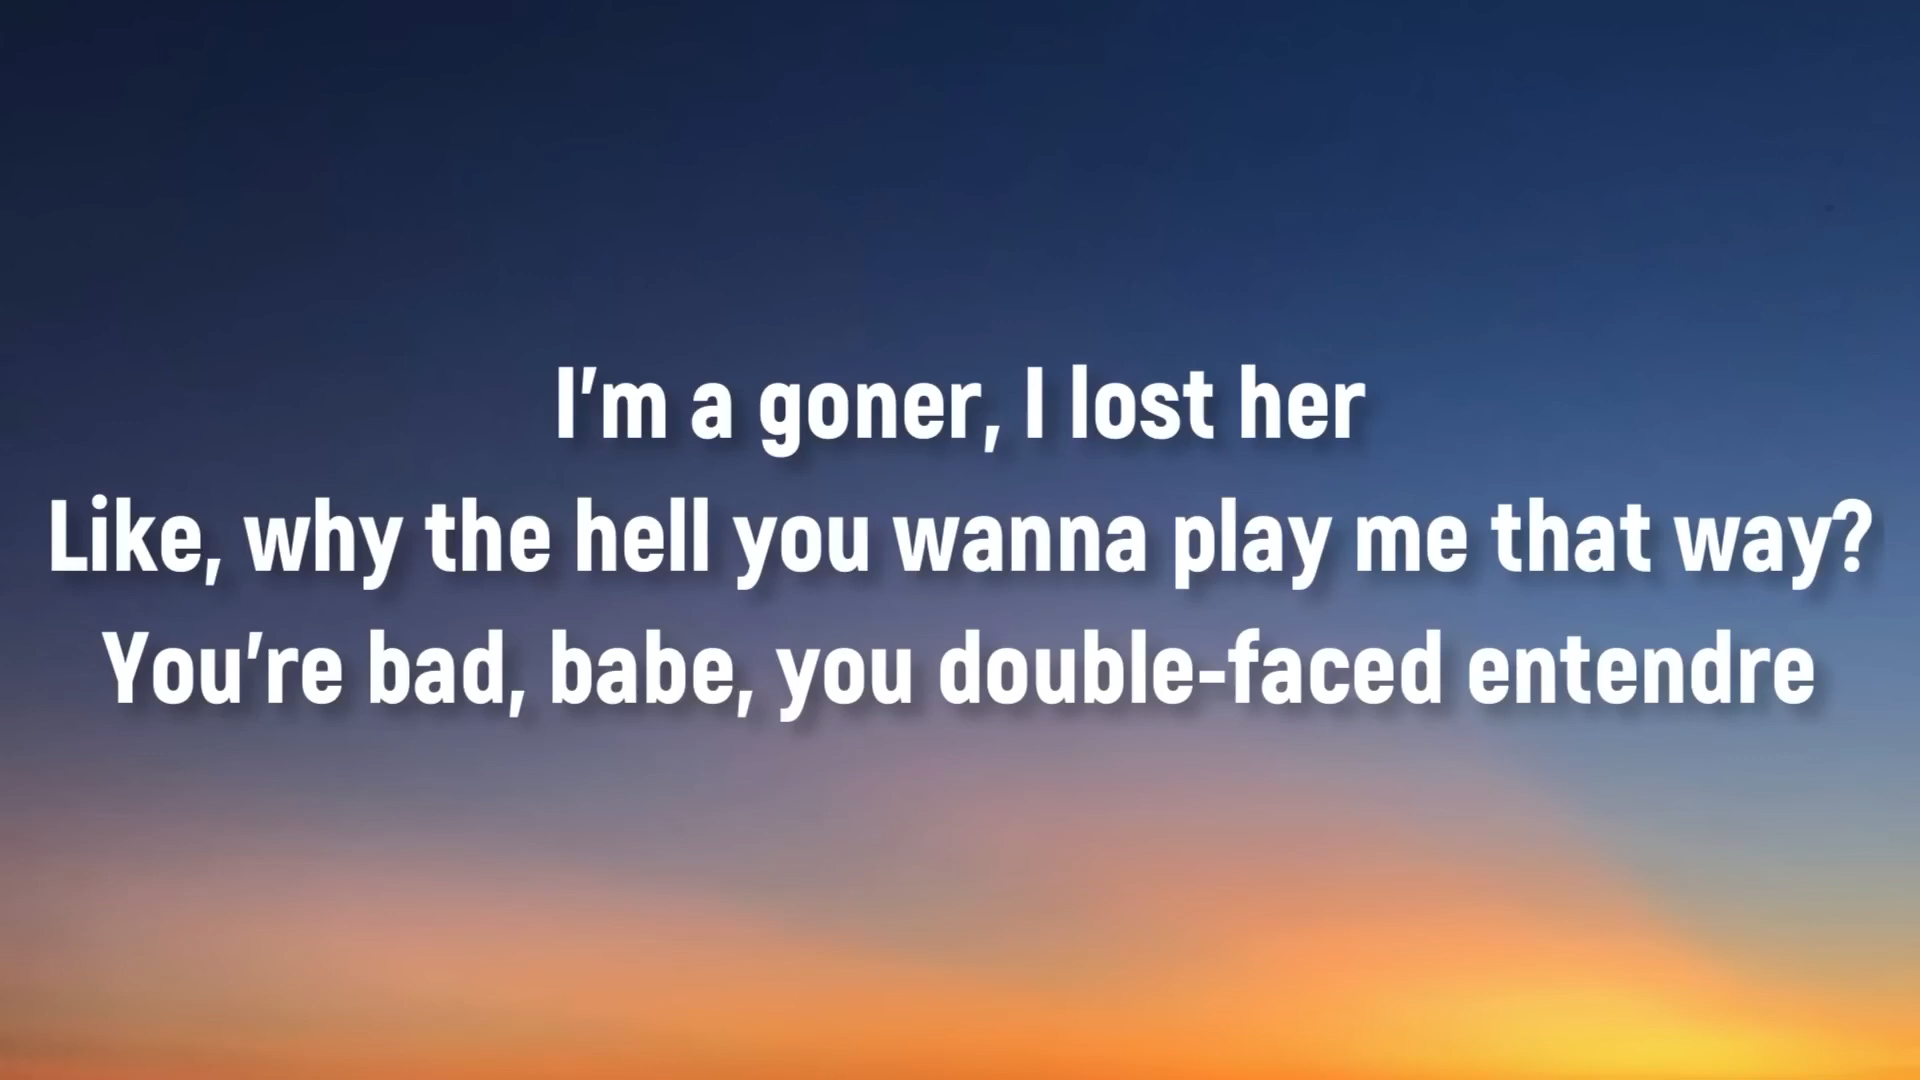 I'm a goner, I lost her
Like, why the hell you wanna play me that way?
You're bad, babe, you double-faced entendre